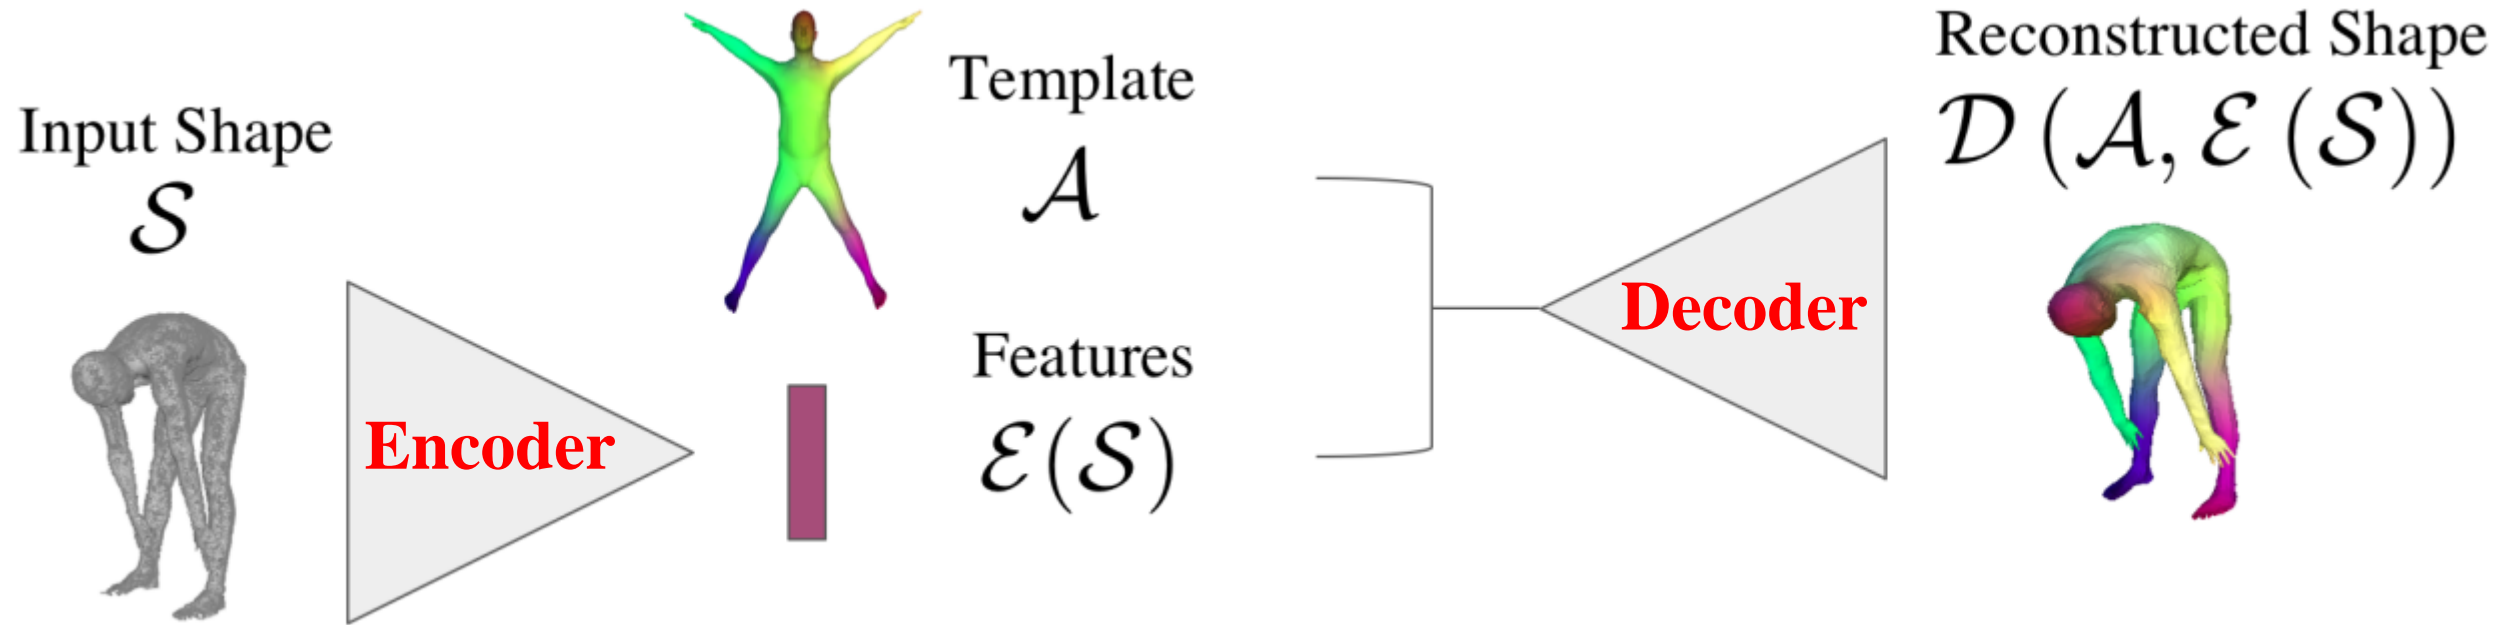 Input Shape
𝒮
Encoder
Template
𝒜
Features
ℰ(𝒮)
Decoder
Reconstructed Shape
𝒟(𝒜, ℰ(𝒮))